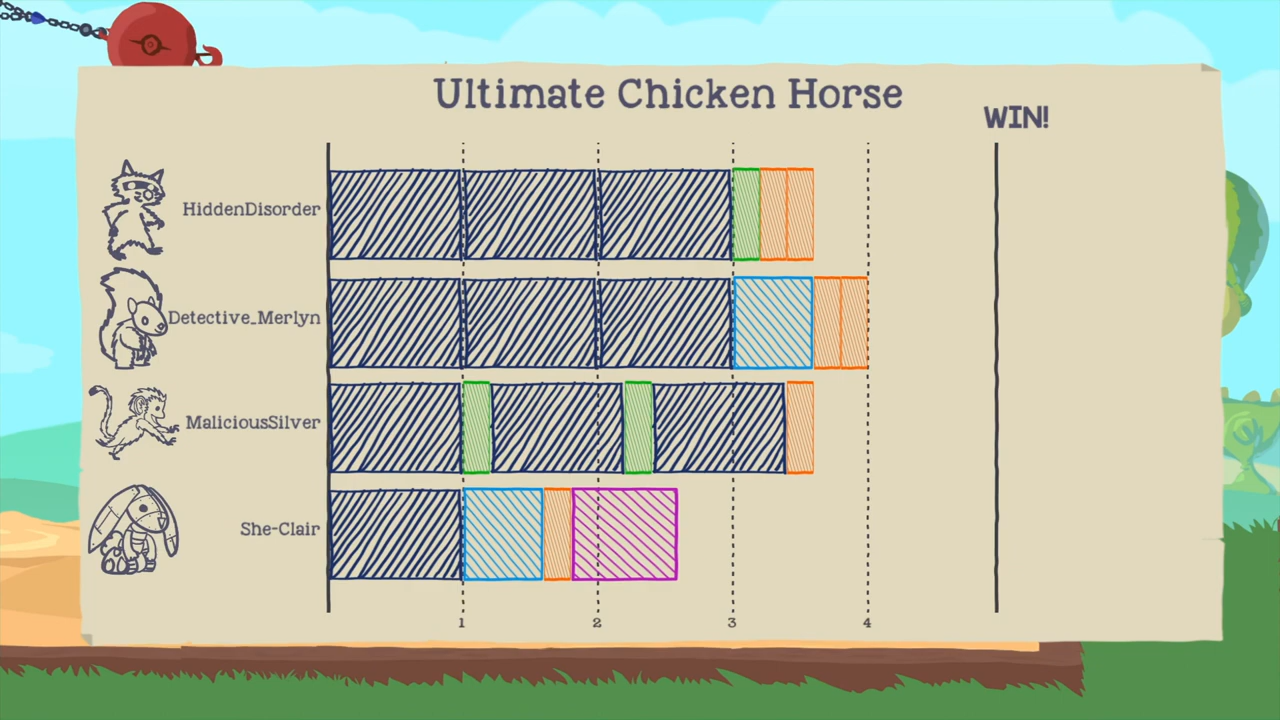 Ultimate Chicken Horse
WIN!
HiddenDisorder
Detective_Merlyn
MaliciousSilver
She-Clair
1 2 3 4